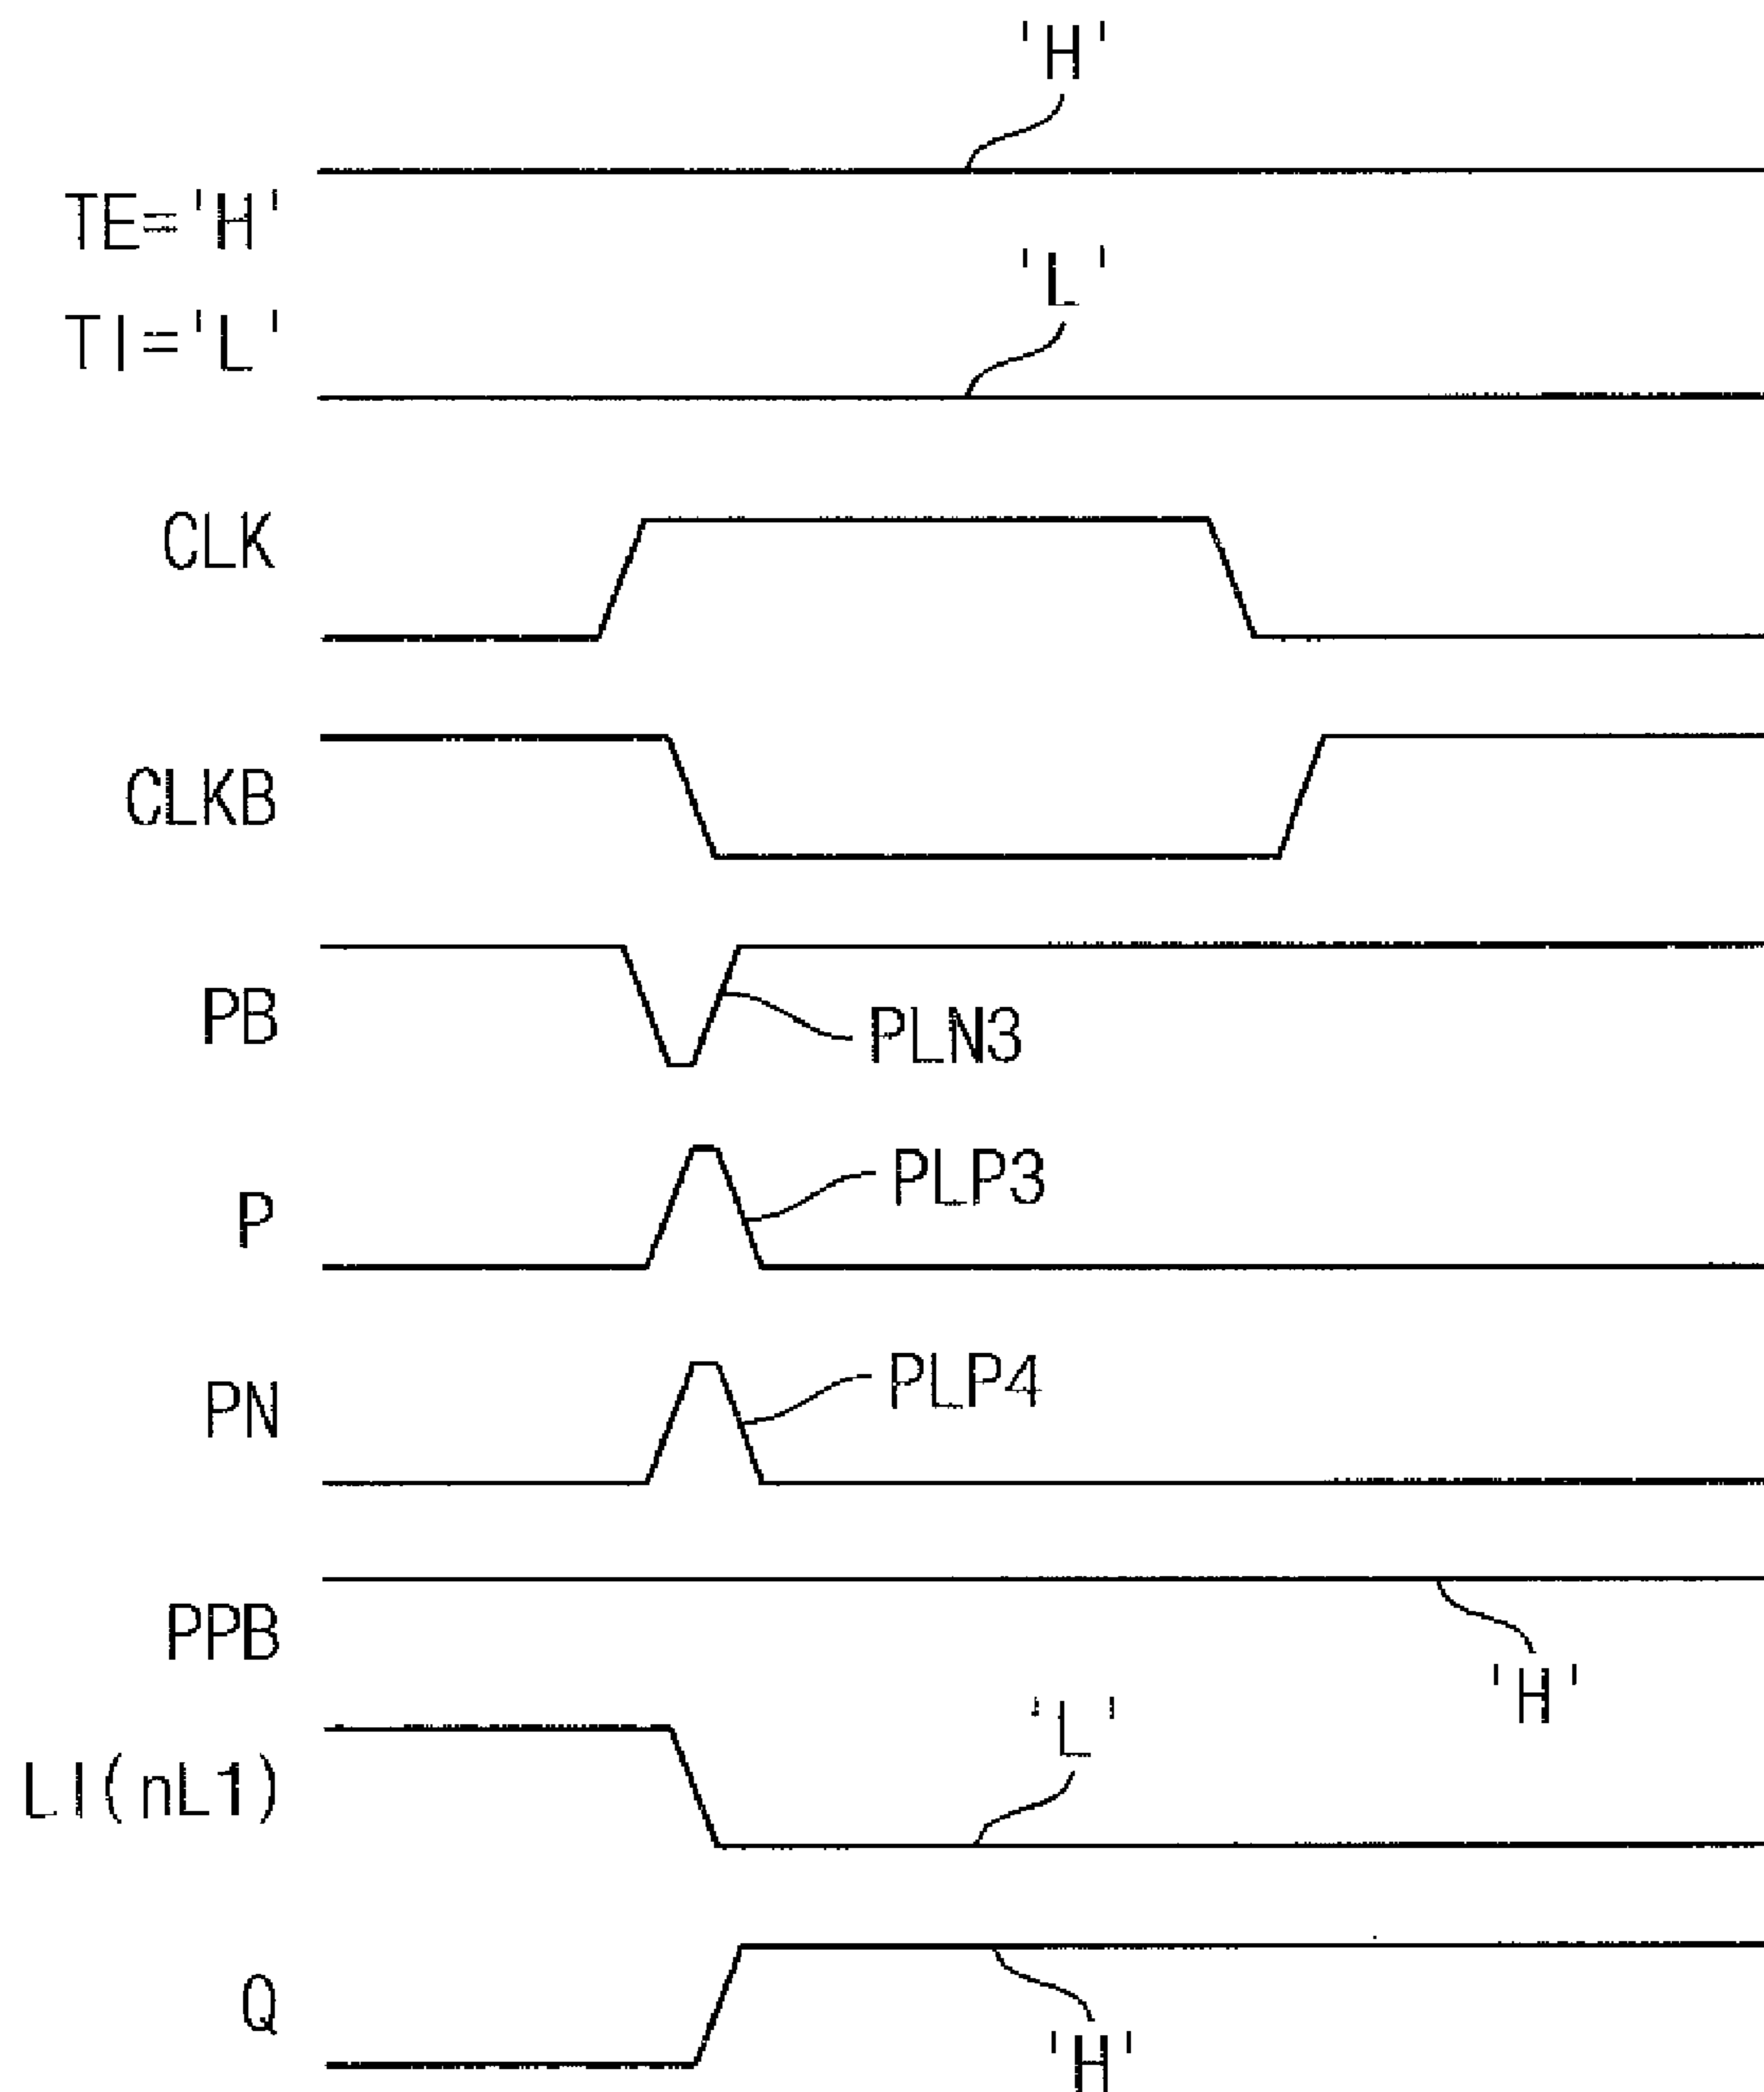 'H'
TE='H'
'L'
TI='L'
CLK
CLKB
PB
PLN3
P
PLP3
PN
PLP4
PPB
'H'
LI(nL1)
'L'
Q
'H'